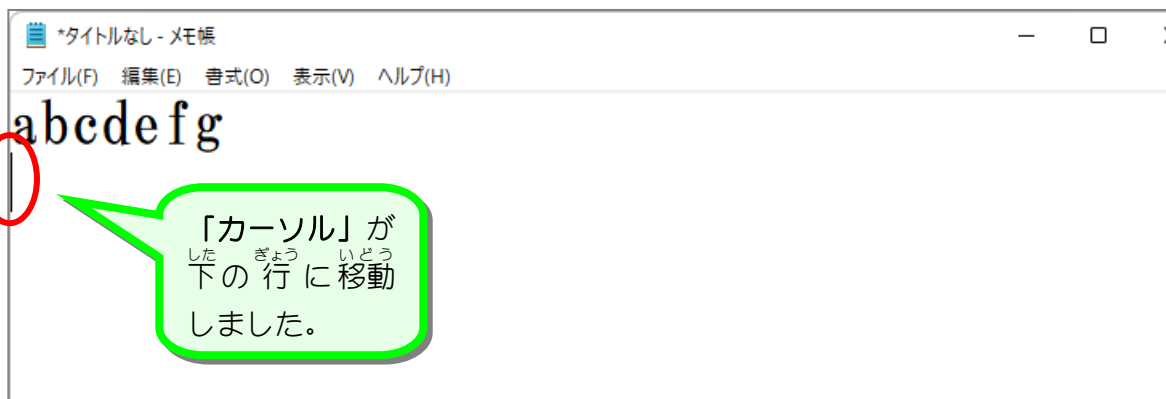 *タイトルなし - メモ帳
ファイル(F) 編集(E) 書式(O) 表示(V) ヘルプ(H)
abcdefg
「カーソル」が
した ぎょう いどう
下の行に移動
しました。